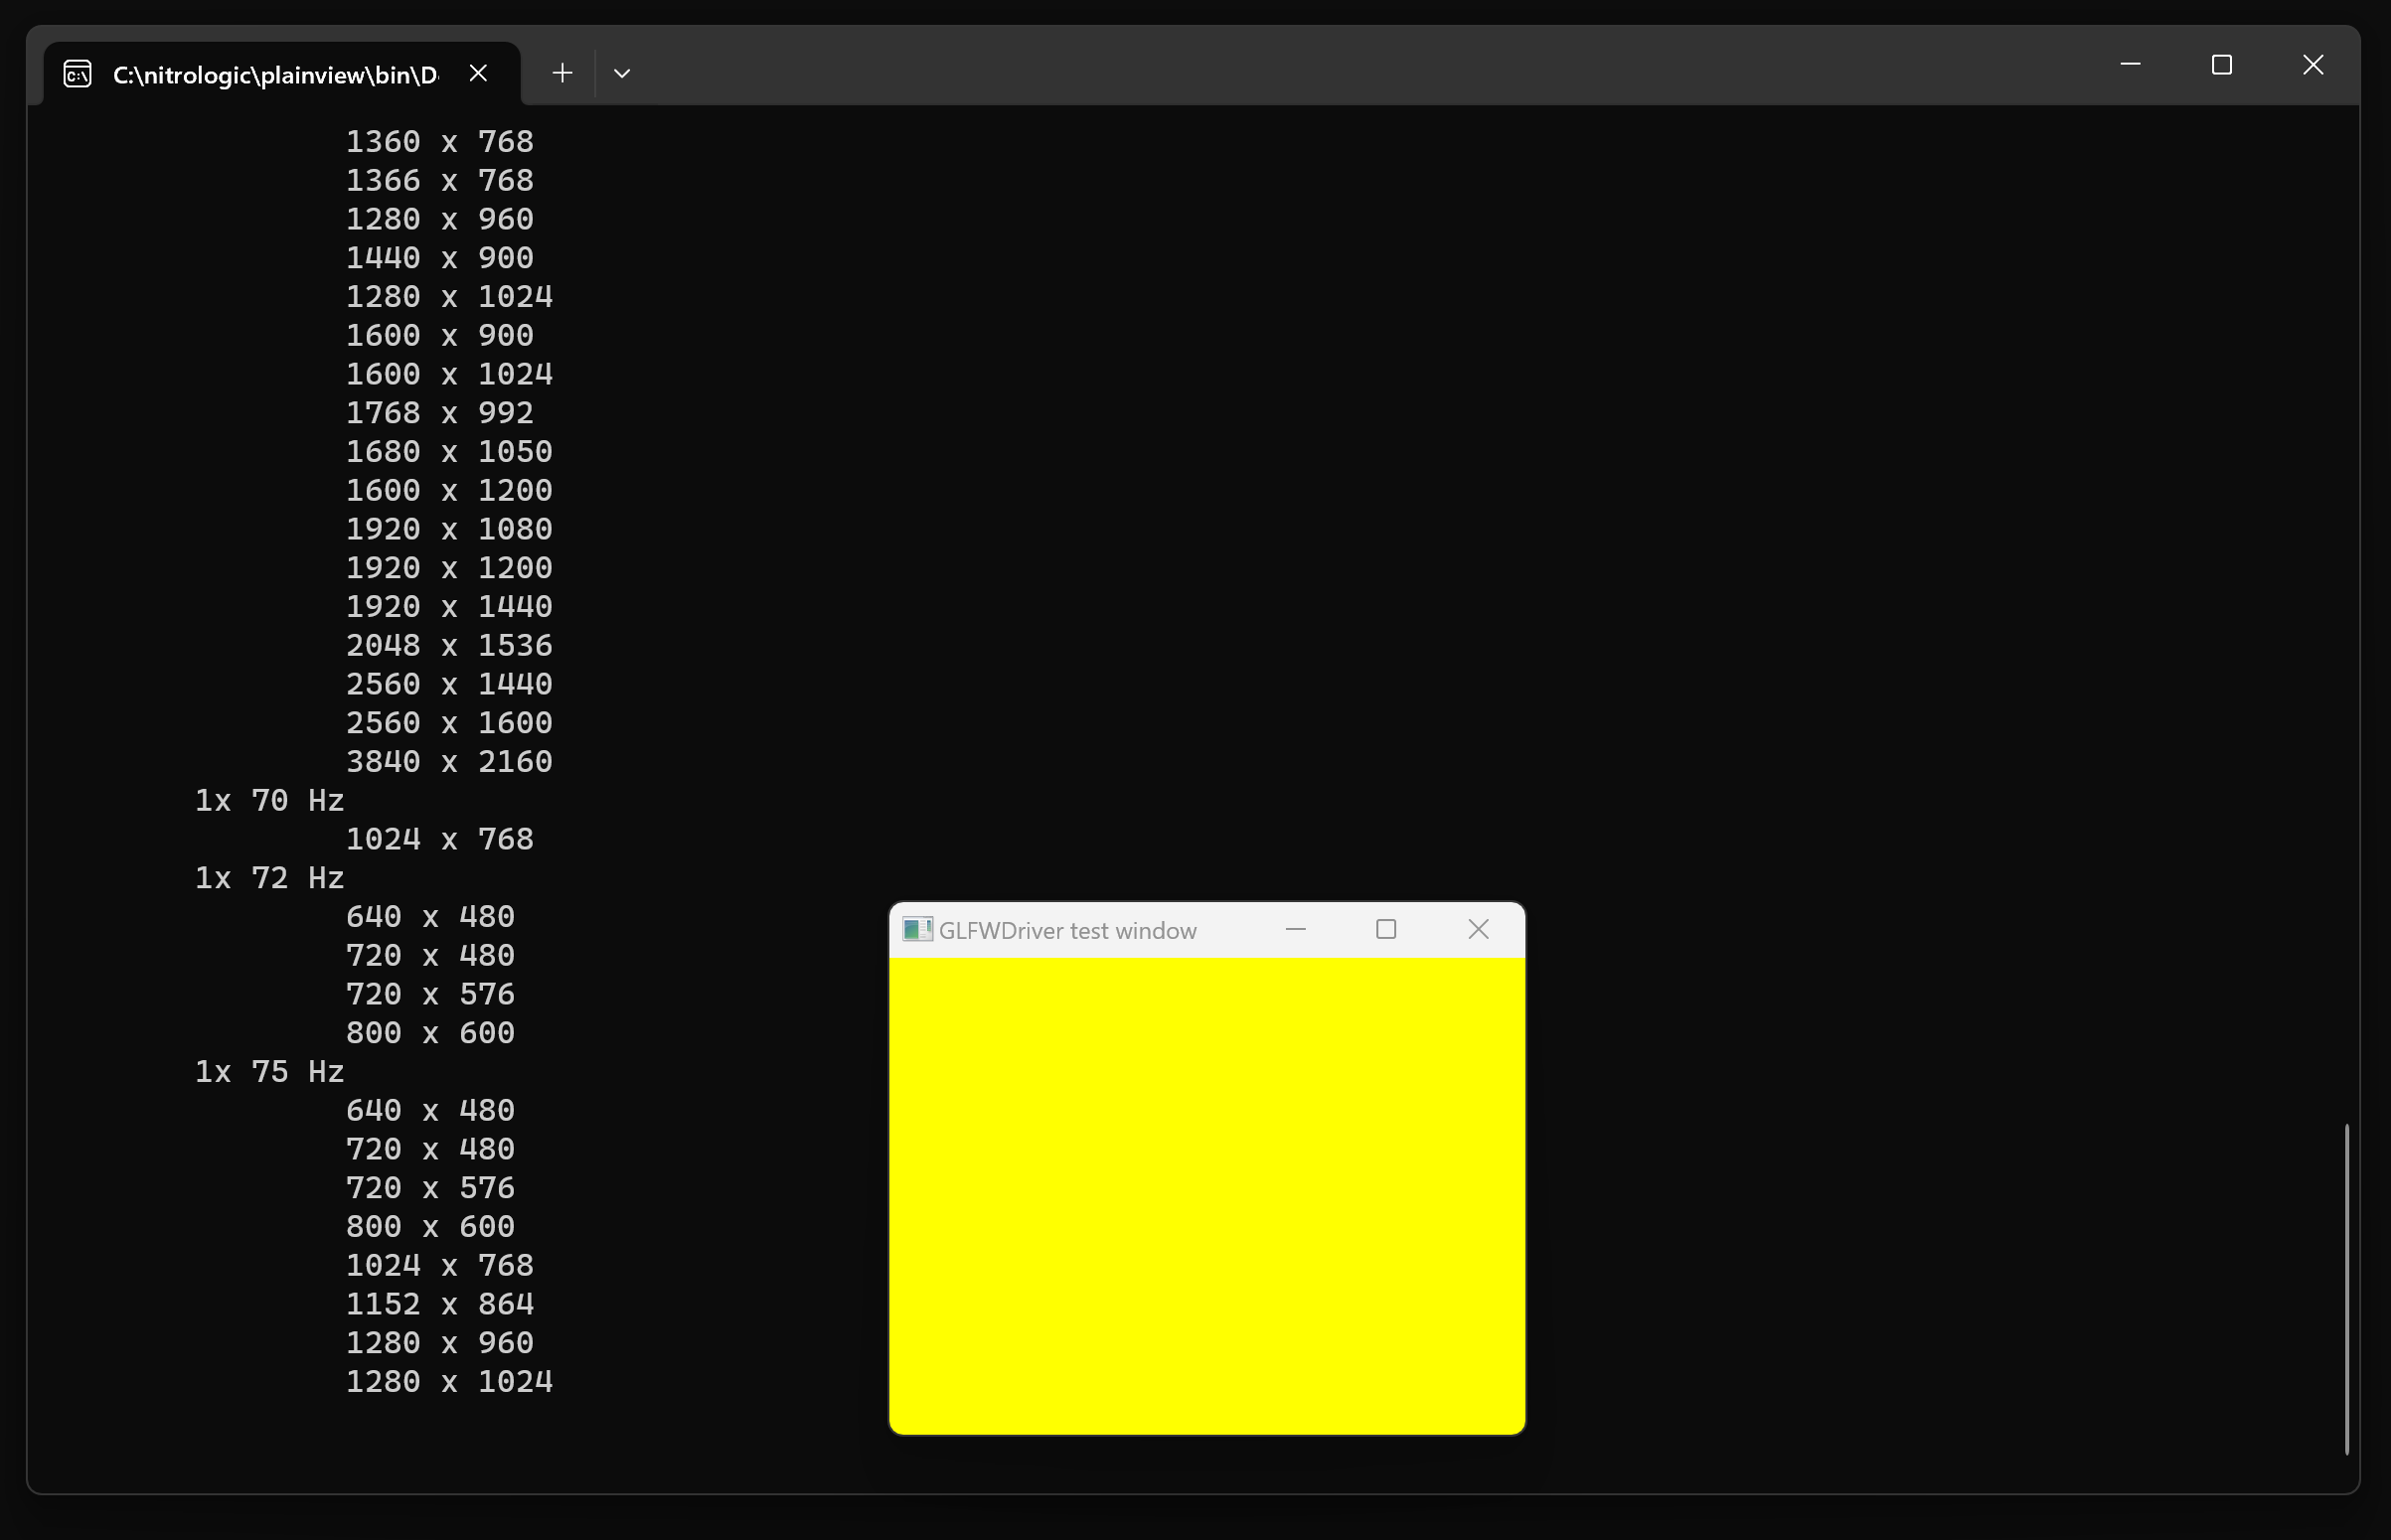 C:\nitrologic\plainview\bin\D
1360 x 768
1366 x 768
1280 x 960
1440 x 900
1280 x 1024
1600 x 900
1600 x 1024
1768 x 992
1680 x 1050
1600 x 1200
1920 x 1080
1920 x 1200
1920 x 1440
2048 x 1536
2560 x 1440
2560 x 1600
3840 x 2160
1x 70 Hz
1024 x 768
1x 72 Hz
640 x 480
720 x 480
720 x 576
800 x 600
1x 75 Hz
640 x 480
720 x 480
720 x 576
800 x 600
1024 x 768
1152 x 864
1280 x 960
1280 x 1024
GLFWDriver test window